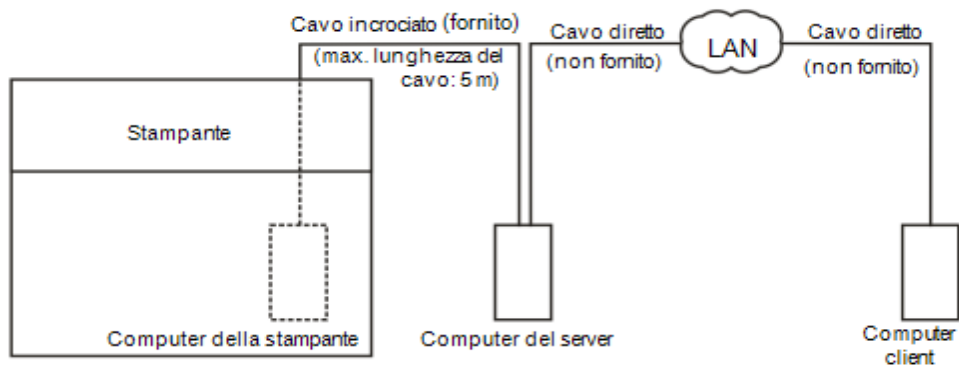 Cavo incrociato (fornito)
(max. lunghezza del
cavo: 5 m)
Cavo diretto
(non fornito)
LAN
Cavo diretto
(non fornito)
Stampante
Computer della stampante
Computer del server
Computer
client